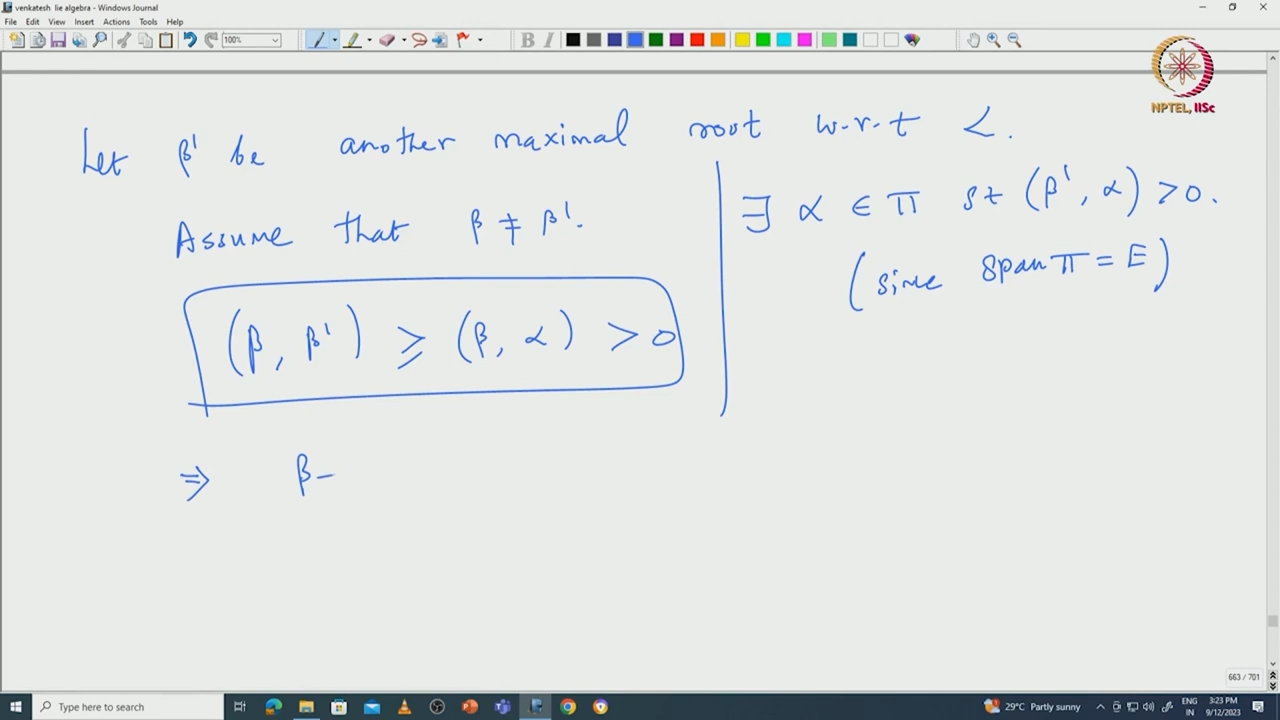 venkatesh lie algebra - Windows Journal
File Edit View Insert Actions Tools Help
100%
NPTEL, IISc
Let β' be another maximal root w.r.t <.
Assume that β ≠ β'.
(β, β') ≥ (β, α) > 0
⇒ β-
∃ α ∈ Π st (β', α) > 0.
(sine span Π = E)
663 / 701
Type here to search
29°C Partly sunny
ENG
IN
3:23 PM
9/12/2023